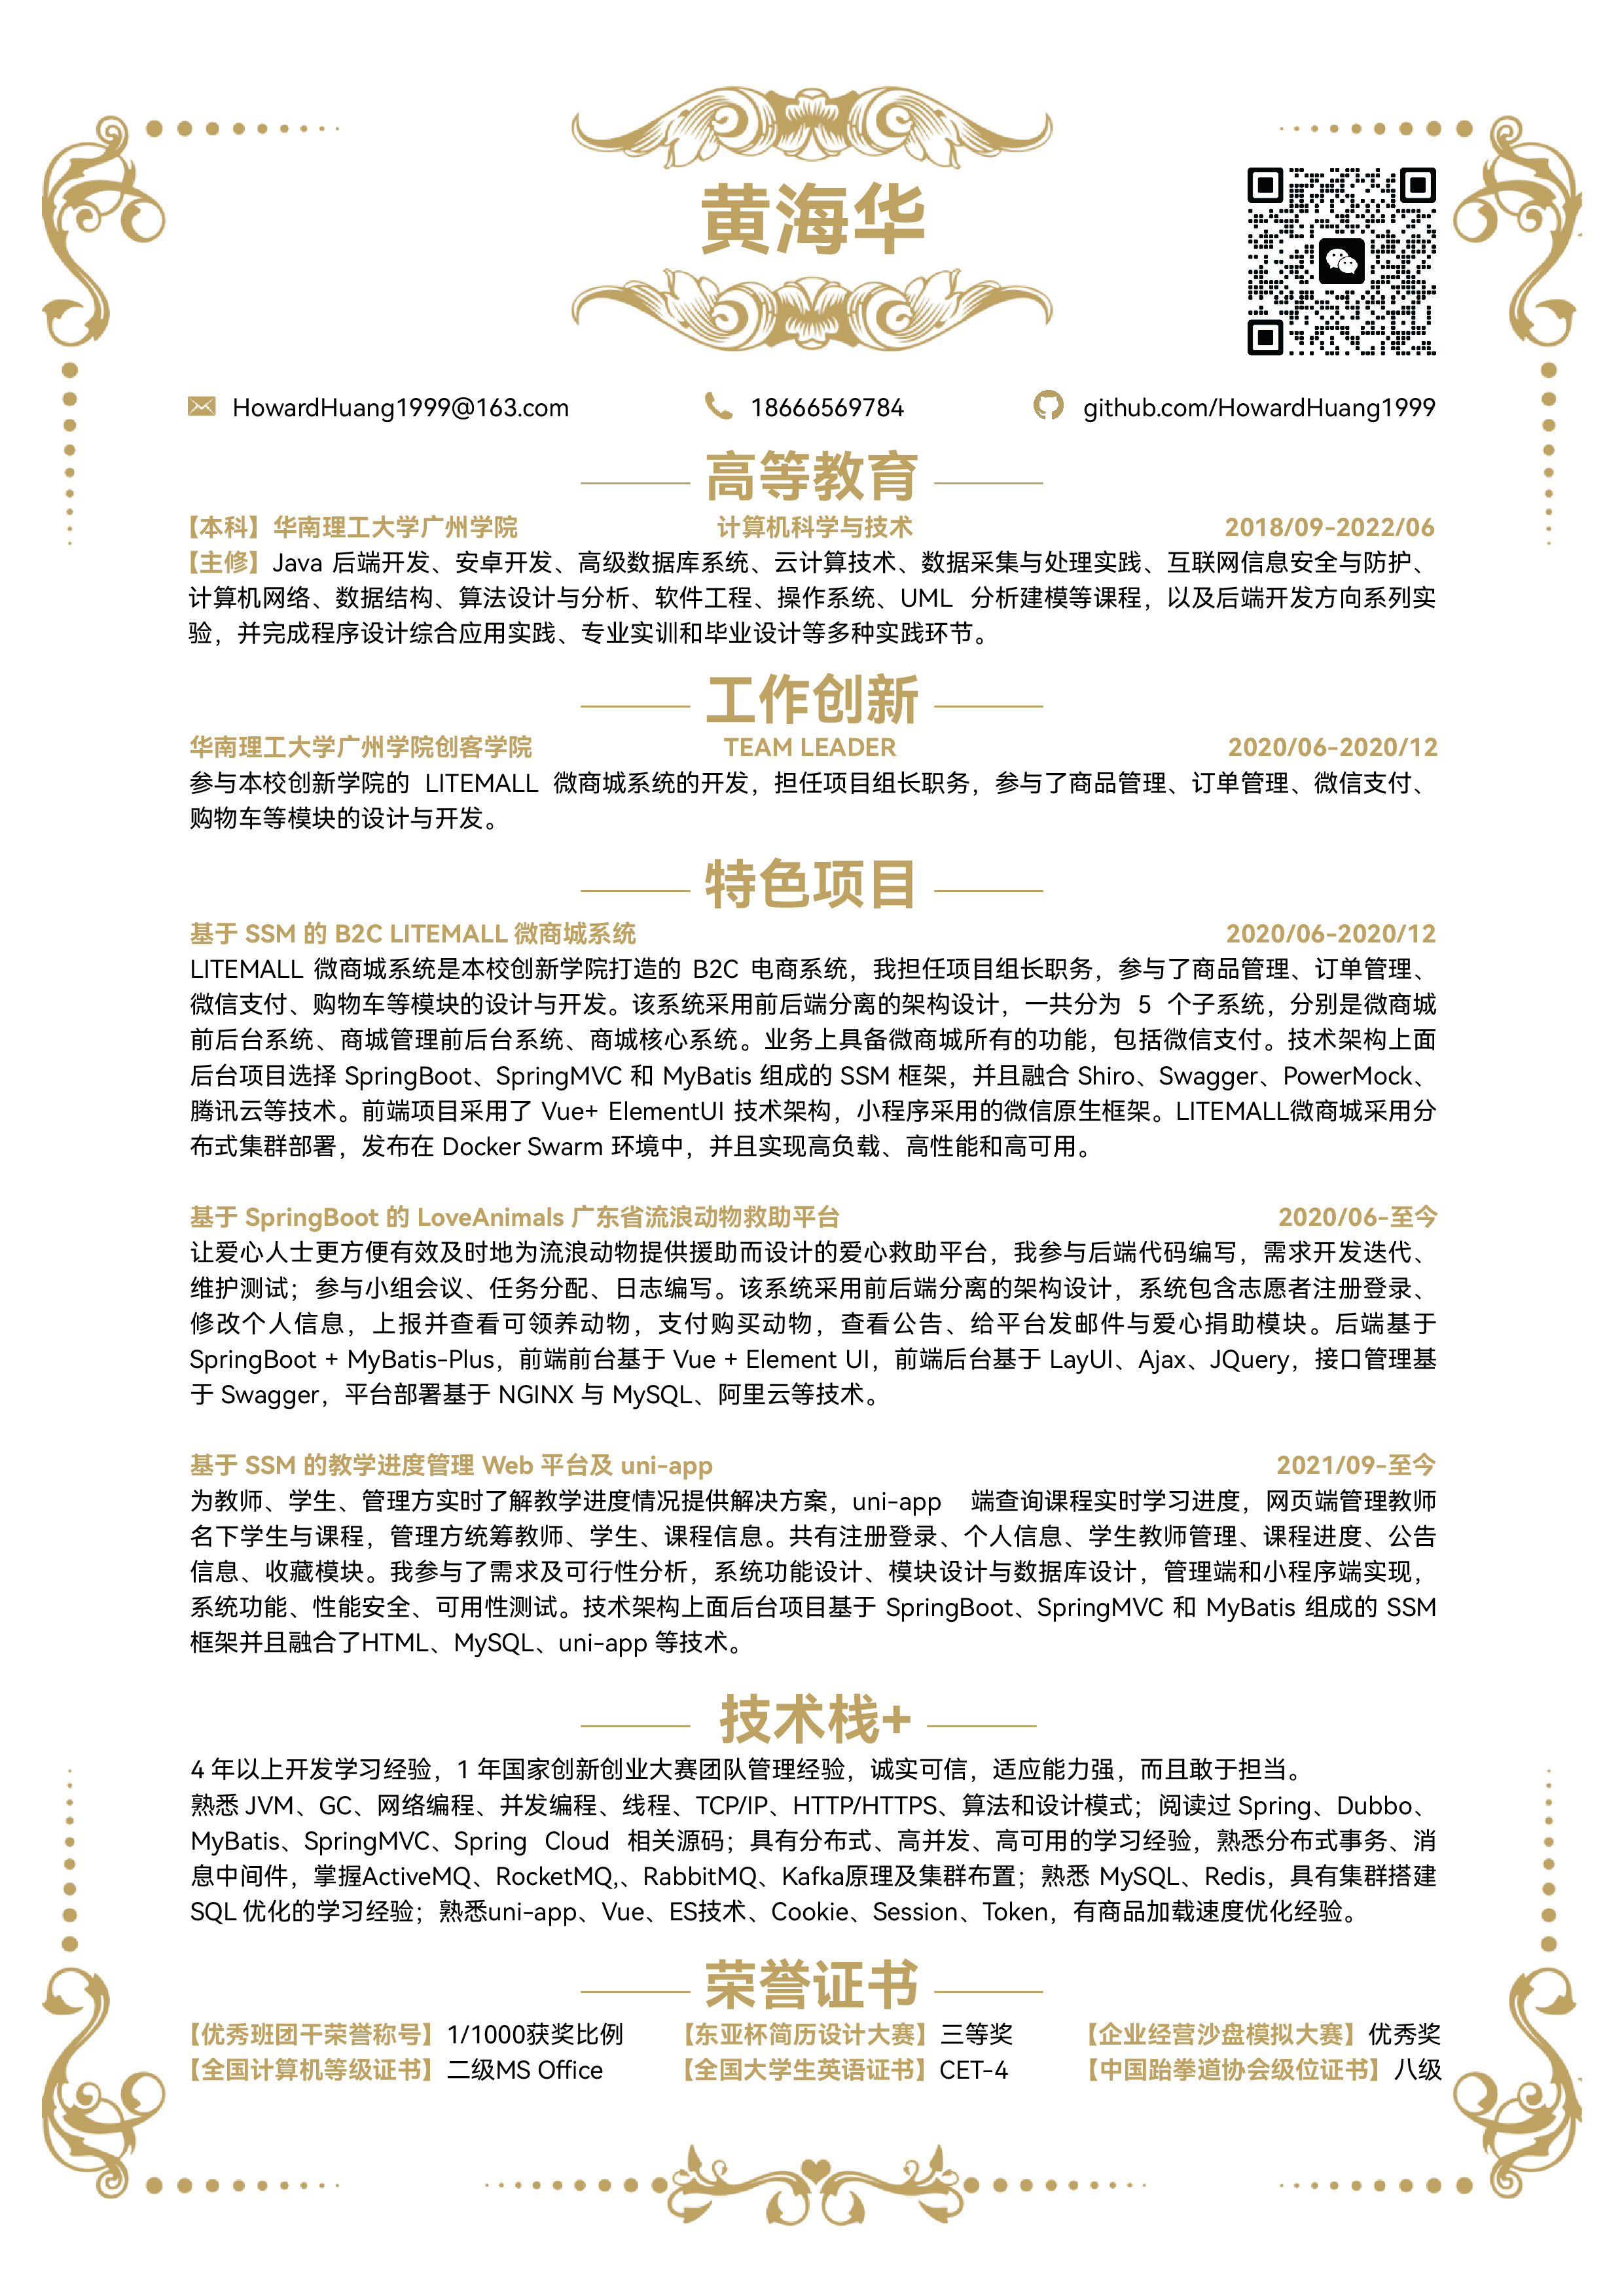 黄海华
HowardHuang1999@163.com 18666569784 github.com/HowardHuang1999
高等教育
【本科】华南理工大学广州学院 计算机科学与技术 2018/09-2022/06
【主修】Java 后端开发、安卓开发、高级数据库系统、云计算技术、数据采集与处理实践、互联网信息安全与防护、
计算机网络、数据结构、算法设计与分析、软件工程、操作系统、UML 分析建模等课程，以及后端开发方向系列实
验，并完成程序设计综合应用实践、专业实训和毕业设计等多种实践环节。
工作创新
华南理工大学广州学院创客学院 TEAM LEADER 2020/06-2020/12
参与本校创新学院的 LITEMALL 微商城系统的开发，担任项目组长职务，参与了商品管理、订单管理、微信支付、
购物车等模块的设计与开发。
特色项目
基于 SSM 的 B2C LITEMALL 微商城系统 2020/06-2020/12
LITEMALL 微商城系统是本校创新学院打造的 B2C 电商系统，我担任项目组长职务，参与了商品管理、订单管理、
微信支付、购物车等模块的设计与开发。该系统采用前后端分离的架构设计，一共分为 5 个子系统，分别是微商城
前后台系统、商城管理前后台系统、商城核心系统。业务上具备微商城所有的功能，包括微信支付。技术架构上面
后台项目选择 SpringBoot、SpringMVC 和 MyBatis 组成的 SSM 框架，并且融合 Shiro、Swagger、PowerMock、
腾讯云等技术。前端项目采用了 Vue+ ElementUI 技术架构，小程序采用的微信原生框架。LITEMALL微商城采用分
布式集群部署，发布在 Docker Swarm 环境中，并且实现高负载、高性能和高可用。
基于 SpringBoot 的 LoveAnimals 广东省流浪动物救助平台 2020/06-至今
让爱心人士更方便有效及时地为流浪动物提供援助而设计的爱心救助平台，我参与后端代码编写，需求开发迭代、
维护测试；参与小组会议、任务分配、日志编写。该系统采用前后端分离的架构设计，系统包含志愿者注册登录、
修改个人信息，上报并查看可领养动物，支付购买动物，查看公告、给平台发邮件与爱心捐助模块。后端基于
SpringBoot + MyBatis-Plus，前端前台基于 Vue + Element UI，前端后台基于 LayUI、Ajax、JQuery，接口管理基
于 Swagger，平台部署基于 NGINX 与 MySQL、阿里云等技术。
基于 SSM 的教学进度管理 Web 平台及 uni-app 2021/09-至今
为教师、学生、管理方实时了解教学进度情况提供解决方案，uni-app 端查询课程实时学习进度，网页端管理教师
名下学生与课程，管理方统筹教师、学生、课程信息。共有注册登录、个人信息、学生教师管理、课程进度、公告
信息、收藏模块。我参与了需求及可行性分析，系统功能设计、模块设计与数据库设计，管理端和小程序端实现，
系统功能、性能安全、可用性测试。技术架构上面后台项目基于 SpringBoot、SpringMVC 和 MyBatis 组成的 SSM
框架并且融合了HTML、MySQL、uni-app 等技术。
技术栈+
4 年以上开发学习经验，1 年国家创新创业大赛团队管理经验，诚实可信，适应能力强，而且敢于担当。
熟悉 JVM、GC、网络编程、并发编程、线程、TCP/IP、HTTP/HTTPS、算法和设计模式；阅读过 Spring、Dubbo、
MyBatis、SpringMVC、Spring Cloud 相关源码；具有分布式、高并发、高可用的学习经验，熟悉分布式事务、消
息中间件，掌握ActiveMQ、RocketMQ,、RabbitMQ、Kafka原理及集群布置；熟悉 MySQL、Redis，具有集群搭建
SQL 优化的学习经验；熟悉uni-app、Vue、ES技术、Cookie、Session、Token，有商品加载速度优化经验。
荣誉证书
【优秀班团干荣誉称号】1/1000获奖比例 【东亚杯简历设计大赛】三等奖 【企业经营沙盘模拟大赛】优秀奖
【全国计算机等级证书】二级MS Office 【全国大学生英语证书】CET-4 【中国跆拳道协会级位证书】八级